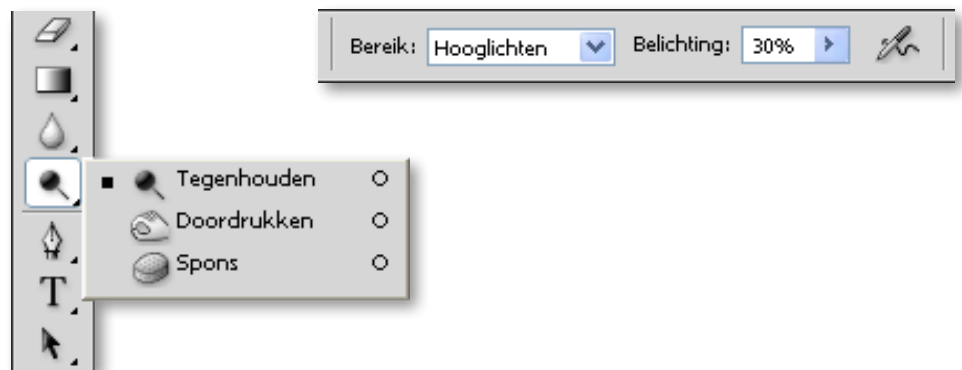 Bereik: Hooglichten Belichting: 30%
Tegenhouden O
Doordrukken O
Spons O
T